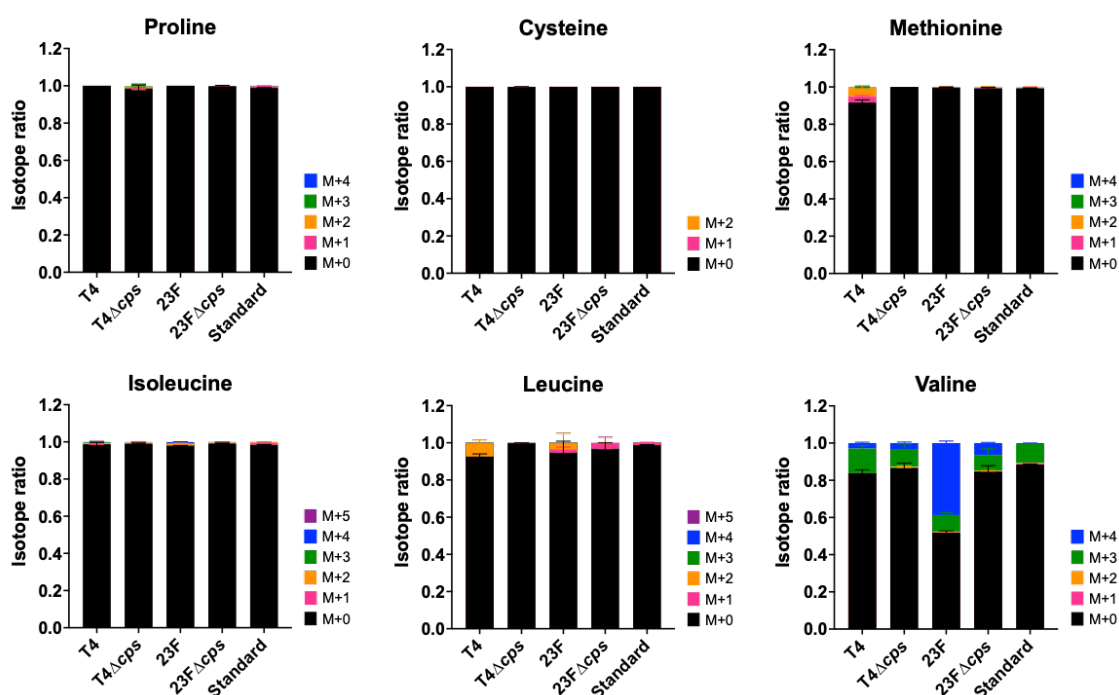 Proline
Isotope ratio
1.2
1.0
0.8
0.6
0.4
0.2
0.0
T4
T4Δcps
23F
23FΔcps
Standard
M+4
M+3
M+2
M+1
M+0
Cysteine
Isotope ratio
1.2
1.0
0.8
0.6
0.4
0.2
0.0
T4
T4Δcps
23F
23FΔcps
Standard
M+2
M+1
M+0
Methionine
Isotope ratio
1.2
1.0
0.8
0.6
0.4
0.2
0.0
T4
T4Δcps
23F
23FΔcps
Standard
M+4
M+3
M+2
M+1
M+0
Isoleucine
Isotope ratio
1.2
1.0
0.8
0.6
0.4
0.2
0.0
T4
T4Δcps
23F
23FΔcps
Standard
M+5
M+4
M+3
M+2
M+1
M+0
Leucine
Isotope ratio
1.2
1.0
0.8
0.6
0.4
0.2
0.0
T4
T4Δcps
23F
23FΔcps
Standard
M+5
M+4
M+3
M+2
M+1
M+0
Valine
Isotope ratio
1.2
1.0
0.8
0.6
0.4
0.2
0.0
T4
T4Δcps
23F
23FΔcps
Standard
M+4
M+3
M+2
M+1
M+0